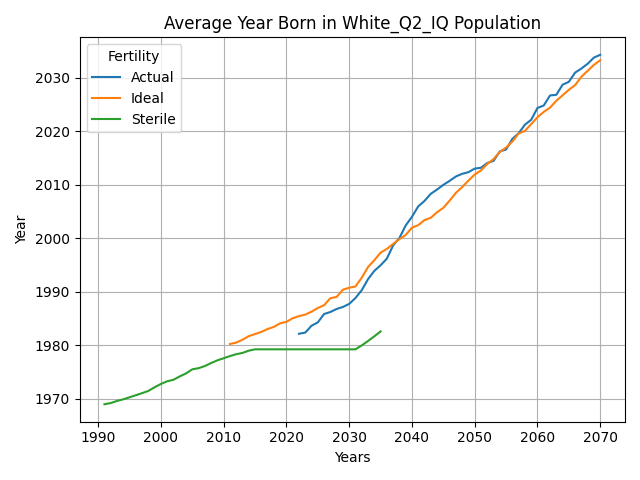 Average Year Born in White_Q2_IQ Population
Fertility
Actual
Ideal
Sterile
Year
2030
2020
2010
2000
1990
1980
1970
1990 2000 2010 2020 2030 2040 2050 2060 2070
Years